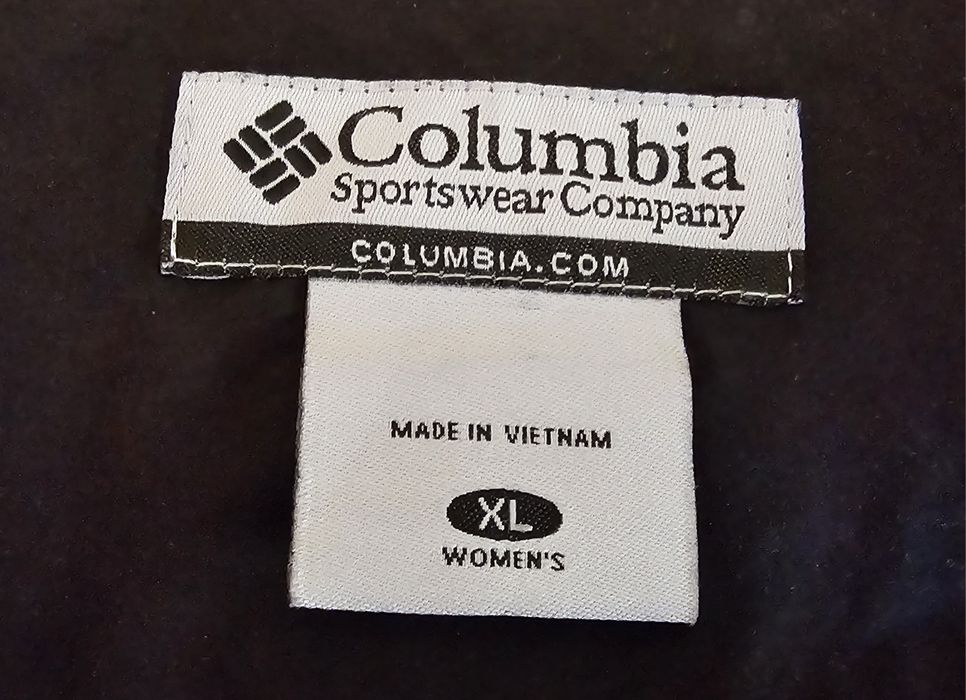 Columbia
Sportswear Company
COLUMBIA.COM
MADE IN VIETNAM
XL
WOMEN'S